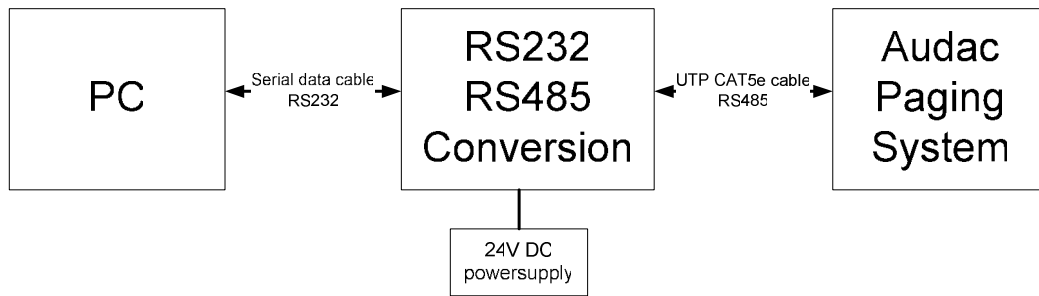 PC
Serial data cable
RS232
RS232
RS485
Conversion
UTP CAT5e cable
RS485
Audac
Paging
System
24V DC
powersupply